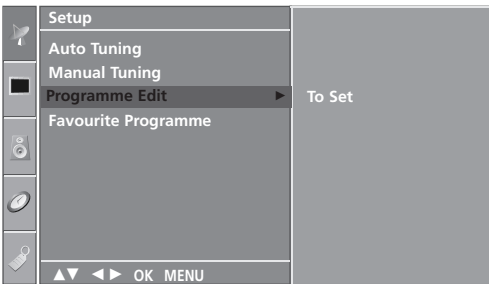 Setup
Auto Tuning
Manual Tuning
Programme Edit ►
To Set
Favourite Programme
▲▼ ◄► OK MENU